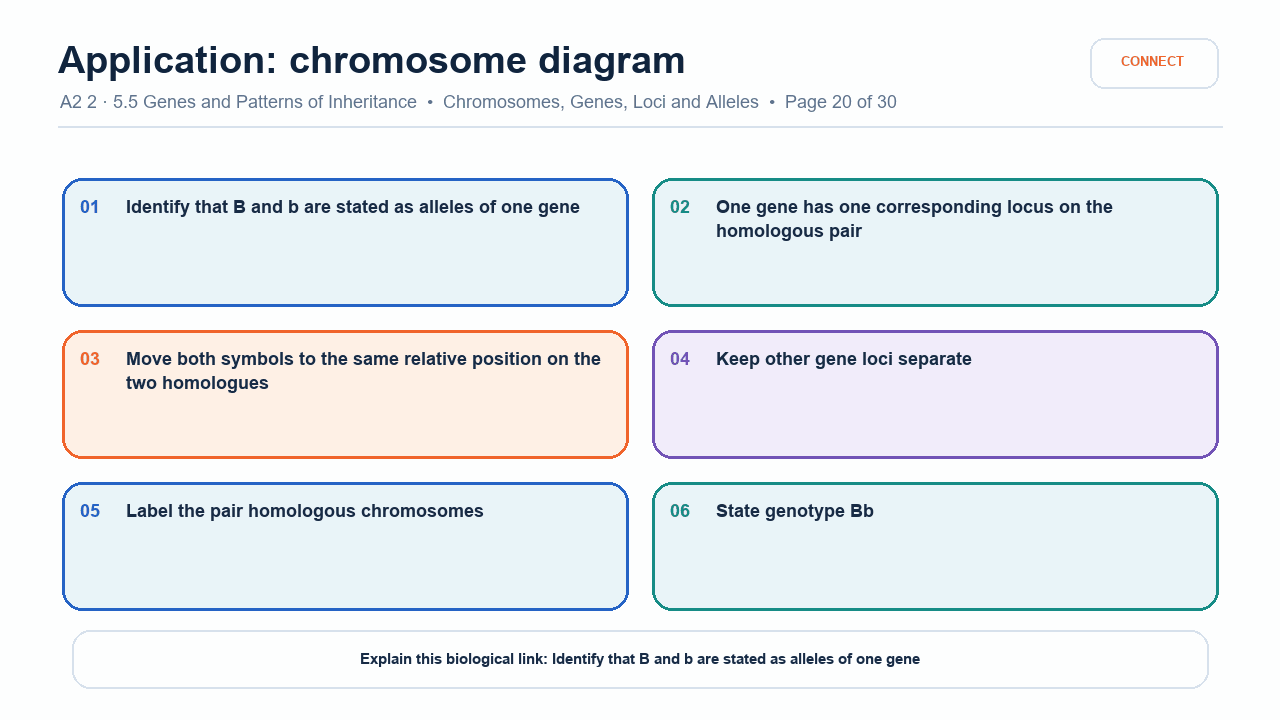 Application: chromosome diagram
CONNECT
A2 2 · 5.5 Genes and Patterns of Inheritance • Chromosomes, Genes, Loci and Alleles • Page 20 of 30
01 Identify that B and b are stated as alleles of one gene
02 One gene has one corresponding locus on the
homologous pair
03 Move both symbols to the same relative position on the
two homologues
04 Keep other gene loci separate
05 Label the pair homologous chromosomes
06 State genotype Bb
Explain this biological link: Identify that B and b are stated as alleles of one gene